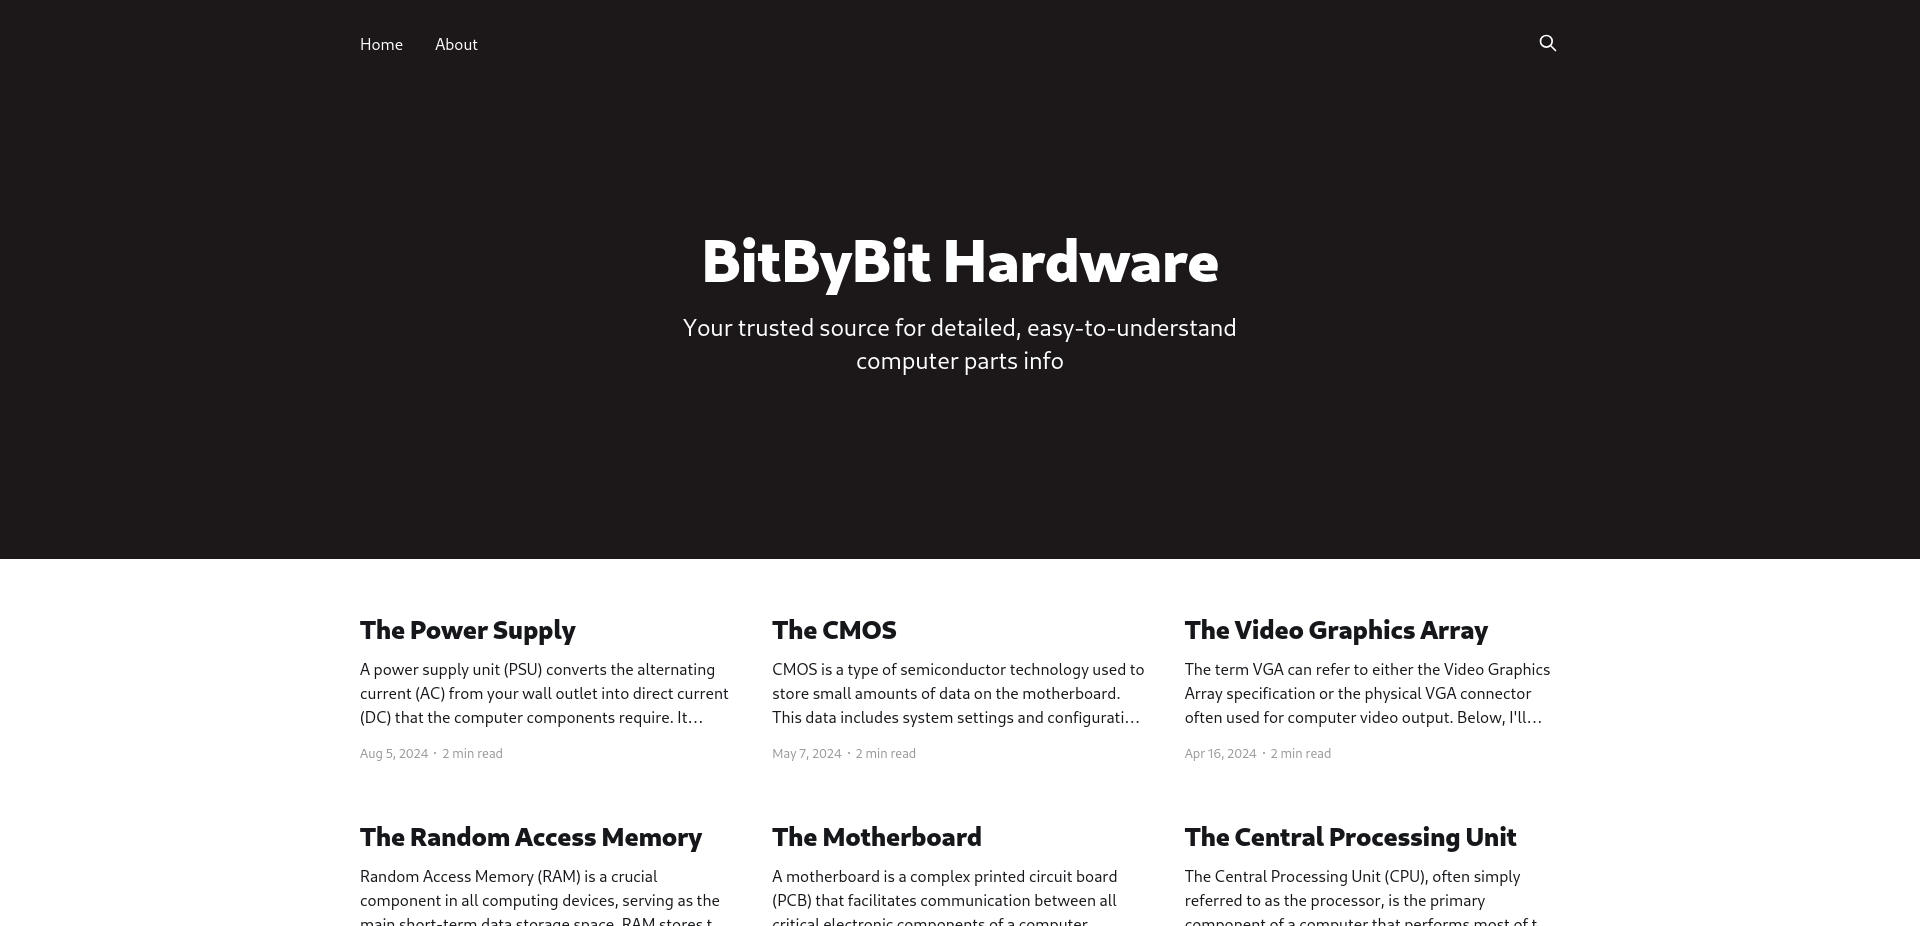 Home
About
BitByBit Hardware
Your trusted source for detailed, easy-to-understand
computer parts info
The Power Supply
A power supply unit (PSU) converts the alternating
current (AC) from your wall outlet into direct current
(DC) that the computer components require. It…
Aug 5, 2024 • 2 min read
The CMOS
CMOS is a type of semiconductor technology used to
store small amounts of data on the motherboard.
This data includes system settings and configurati…
May 7, 2024 • 2 min read
The Video Graphics Array
The term VGA can refer to either the Video Graphics
Array specification or the physical VGA connector
often used for computer video output. Below, I'll…
Apr 16, 2024 • 2 min read
The Random Access Memory
Random Access Memory (RAM) is a crucial
component in all computing devices, serving as the
main short-term data storage space. RAM stores t…
The Motherboard
A motherboard is a complex printed circuit board
(PCB) that facilitates communication between all
critical electronic components of a computer
The Central Processing Unit
The Central Processing Unit (CPU), often simply
referred to as the processor, is the primary
component of a computer that performs most of t…